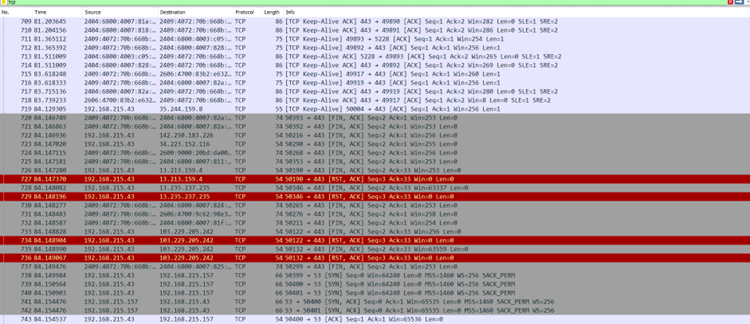 tcp
No. Time Source Destination Protocol Length Info
709 81.203645 2404:6800:4007:81a:… 2409:4072:70b:668b:… TCP 86 [TCP Keep-Alive ACK] 443 → 49890 [ACK] Seq=1 Ack=2 Win=282 Len=0 SLE=1 SRE=2
710 81.204116 2404:6800:4007:818:… 2409:4072:70b:668b:… TCP 86 [TCP Keep-Alive ACK] 443 → 49891 [ACK] Seq=1 Ack=2 Win=286 Len=0 SLE=1 SRE=2
711 81.365112 2409:4072:70b:668b:… 2404:6800:4003:c05:… TCP 75 [TCP Keep-Alive] 49893 → 5228 [ACK] Seq=1 Ack=1 Win=254 Len=1
712 81.365392 2409:4072:70b:668b:… 2404:6800:4007:828:… TCP 75 [TCP Keep-Alive] 49892 → 443 [ACK] Seq=1 Ack=1 Win=256 Len=1
713 81.511009 2404:6800:4003:c05:… 2409:4072:70b:668b:… TCP 86 [TCP Keep-Alive ACK] 5228 → 49893 [ACK] Seq=1 Ack=2 Win=265 Len=0 SLE=1 SRE=2
714 81.511009 2404:6800:4007:828:… 2409:4072:70b:668b:… TCP 86 [TCP Keep-Alive ACK] 443 → 49892 [ACK] Seq=1 Ack=2 Win=269 Len=0 SLE=1 SRE=2
715 83.618248 2409:4072:70b:668b:… 2606:4700:83b2:e632… TCP 75 [TCP Keep-Alive] 49917 → 443 [ACK] Seq=1 Ack=1 Win=260 Len=1
716 83.618333 2409:4072:70b:668b:… 2404:6800:4007:82a:… TCP 75 [TCP Keep-Alive] 49919 → 443 [ACK] Seq=1 Ack=1 Win=256 Len=1
717 83.715136 2404:6800:4007:82a:… 2409:4072:70b:668b:… TCP 86 [TCP Keep-Alive ACK] 443 → 49919 [ACK] Seq=1 Ack=2 Win=280 Len=0 SLE=1 SRE=2
718 83.739233 2606:4700:83b2:e632… 2409:4072:70b:668b:… TCP 86 [TCP Keep-Alive ACK] 443 → 49917 [ACK] Seq=1 Ack=2 Win=8 Len=0 SLE=1 SRE=2
719 84.129305 192.168.215.43 35.244.159.8 TCP 55 [TCP Keep-Alive] 50004 → 443 [ACK] Seq=1 Ack=1 Win=256 Len=1
720 84.146749 2409:4072:70b:668b:… 2404:6800:4007:82a:… TCP 74 50393 → 443 [FIN, ACK] Seq=2 Ack=1 Win=253 Len=0
721 84.146863 2409:4072:70b:668b:… 2404:6800:4007:82a:… TCP 74 50392 → 443 [FIN, ACK] Seq=2 Ack=1 Win=255 Len=0
722 84.146936 192.168.215.43 142.250.183.226 TCP 54 50317 → 443 [FIN, ACK] Seq=2 Ack=1 Win=256 Len=0
723 84.147020 192.168.215.43 34.223.152.116 TCP 54 50290 → 443 [FIN, ACK] Seq=1 Ack=1 Win=255 Len=0
724 84.147115 2409:4072:70b:668b:… 2600:9000:20bd:da00… TCP 74 50268 → 443 [FIN, ACK] Seq=1 Ack=1 Win=256 Len=0
725 84.147181 2409:4072:70b:668b:… 2404:6800:4007:811:… TCP 74 50353 → 443 [FIN, ACK] Seq=2 Ack=1 Win=255 Len=0
726 84.147280 192.168.215.43 13.213.159.4 TCP 54 50190 → 443 [FIN, ACK] Seq=2 Ack=33 Win=253 Len=0
727 84.147370 192.168.215.43 13.213.159.4 TCP 54 50190 → 443 [RST, ACK] Seq=3 Ack=33 Win=0 Len=0
728 84.148082 192.168.215.43 13.235.237.235 TCP 54 50346 → 443 [FIN, ACK] Seq=2 Ack=33 Win=63337 Len=0
729 84.148196 192.168.215.43 13.235.237.235 TCP 54 50346 → 443 [RST, ACK] Seq=3 Ack=33 Win=0 Len=0
730 84.148277 2409:4072:70b:668b:… 2404:6800:4007:824:… TCP 74 50265 → 443 [FIN, ACK] Seq=2 Ack=1 Win=253 Len=0
731 84.148483 2409:4072:70b:668b:… 2606:4700:9c62:98e3… TCP 74 50276 → 443 [FIN, ACK] Seq=2 Ack=1 Win=258 Len=0
732 84.148587 2409:4072:70b:668b:… 2404:6800:4007:81f:… TCP 74 50211 → 443 [FIN, ACK] Seq=2 Ack=1 Win=254 Len=0
733 84.148828 192.168.215.43 103.229.205.242 TCP 54 50122 → 443 [FIN, ACK] Seq=2 Ack=33 Win=256 Len=0
734 84.148904 192.168.215.43 103.229.205.242 TCP 54 50122 → 443 [RST, ACK] Seq=3 Ack=33 Win=0 Len=0
735 84.148990 192.168.215.43 103.229.205.242 TCP 54 50132 → 443 [FIN, ACK] Seq=2 Ack=33 Win=63559 Len=0
736 84.149067 192.168.215.43 103.229.205.242 TCP 54 50132 → 443 [RST, ACK] Seq=3 Ack=33 Win=0 Len=0
737 84.149476 2409:4072:70b:668b:… 2404:6800:4007:825:… TCP 74 50299 → 443 [FIN, ACK] Seq=2 Ack=1 Win=253 Len=0
738 84.149984 192.168.215.43 192.168.215.157 TCP 66 50400 → 53 [SYN] Seq=0 Win=64240 Len=0 MSS=1460 WS=256 SACK_PERM
739 84.150564 192.168.215.43 192.168.215.157 TCP 66 50399 → 53 [SYN] Seq=0 Win=64240 Len=0 MSS=1460 WS=256 SACK_PERM
740 84.150903 192.168.215.43 192.168.215.157 TCP 66 50401 → 53 [SYN] Seq=0 Win=64240 Len=0 MSS=1460 WS=256 SACK_PERM
741 84.154476 192.168.215.157 192.168.215.43 TCP 66 53 → 50400 [SYN, ACK] Seq=0 Ack=1 Win=65535 Len=0 MSS=1460 SACK_PERM WS=256
742 84.154476 192.168.215.157 192.168.215.43 TCP 66 53 → 50401 [SYN, ACK] Seq=0 Ack=1 Win=65535 Len=0 MSS=1460 SACK_PERM WS=256
743 84.154537 192.168.215.43 192.168.215.157 TCP 54 50400 → 53 [ACK] Seq=1 Ack=1 Win=65536 Len=0